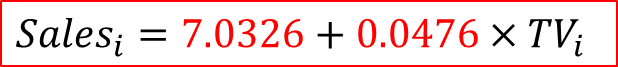 Salesᵢ = 7.0326 + 0.0476 × TVᵢ